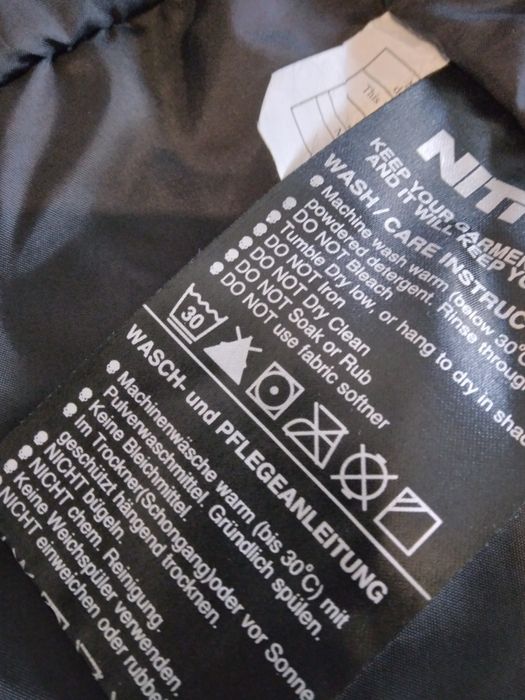 This
NIT
KEEP YOUR GARME
AND IT WILL KEEP Y
WASH / CARE INSTRUC
Machine wash warm (below 30°
powdered detergent. Rinse through
DO NOT Bleach
Tumble Dry low, or hang to dry in sha
DO NOT Iron
DO NOT Dry Clean
DO NOT Soak or Rub
DO NOT use fabric softner
30
WASCH- und PFLEGEANLEITUNG
Machinenwäsche warm (bis 30°C) mit
Pulverwaschmittel. Gründlich spülen.
Keine Bleichmittel.
Im Trockner(Schongang)oder vor Sonne
geschützt hängend trocknen.
NICHT bügeln.
NICHT chem. Reinigung.
Keine Weichspüler verwenden.
NICHT einweichen oder rubbe